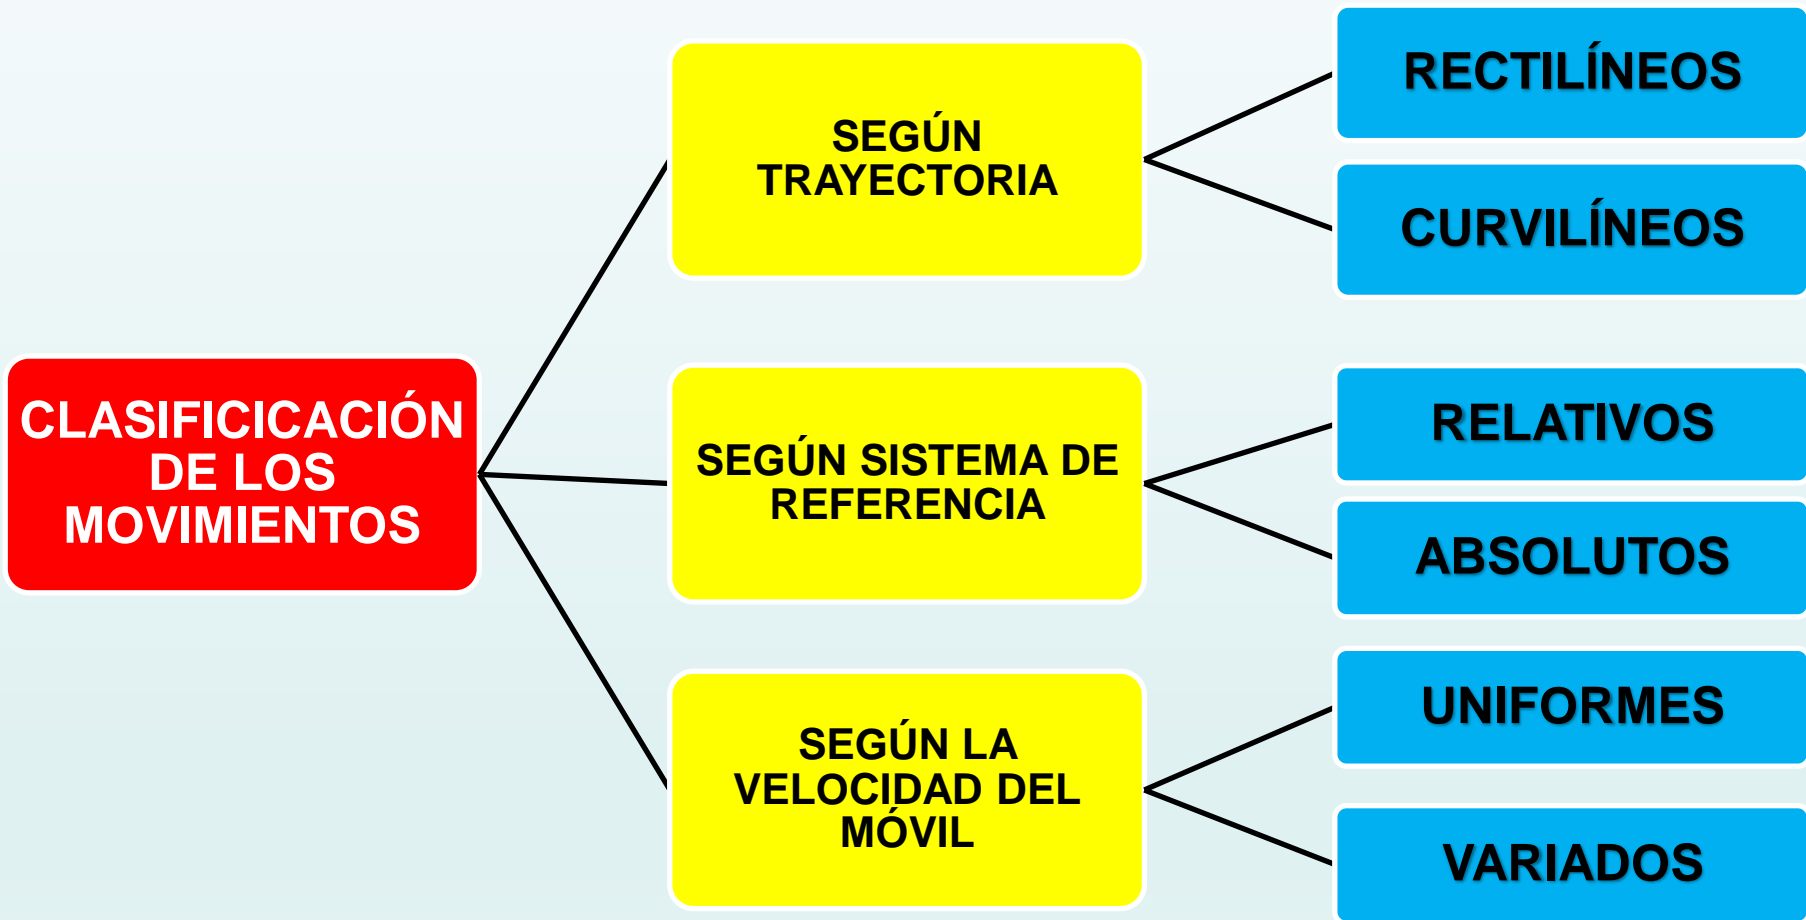 CLASIFICICACIÓN
DE LOS
MOVIMIENTOS
SEGÚN
TRAYECTORIA
RECTILÍNEOS
CURVILÍNEOS
SEGÚN SISTEMA DE
REFERENCIA
RELATIVOS
ABSOLUTOS
SEGÚN LA
VELOCIDAD DEL
MÓVIL
UNIFORMES
VARIADOS